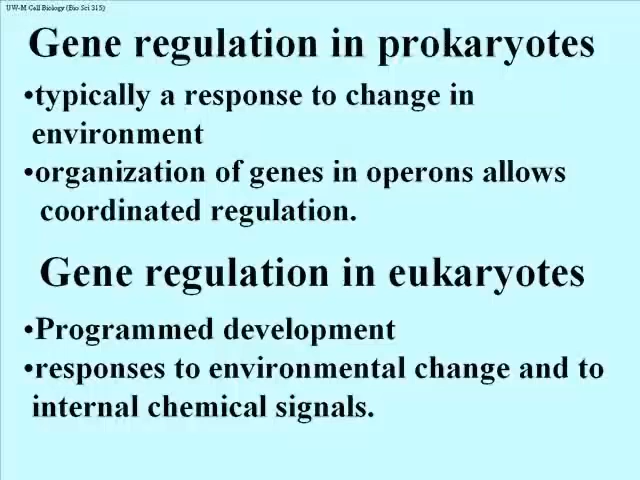 UW-M Cell Biology (Bio Sci 315)
Gene regulation in prokaryotes
•typically a response to change in
environment
•organization of genes in operons allows
coordinated regulation.
Gene regulation in eukaryotes
•Programmed development
•responses to environmental change and to
internal chemical signals.